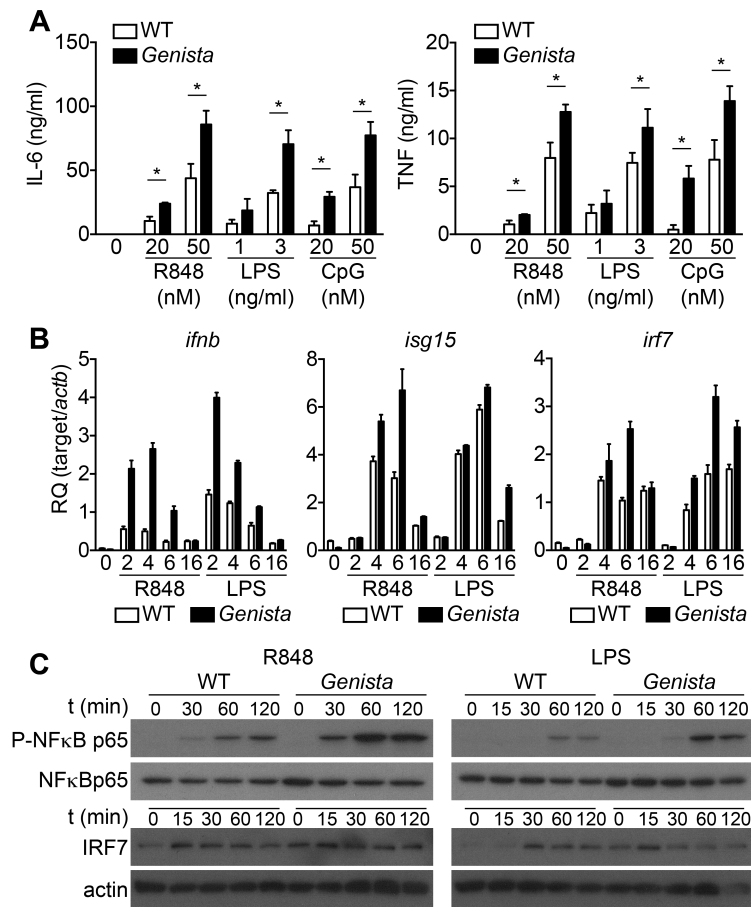 A
WT
Genista
WT
Genista
IL-6 (ng/ml)
150
100
50
0
* * * * *
0 20 50 1 3 20 50
R848 LPS CpG
(nM) (ng/ml) (nM)
TNF (ng/ml)
20
15
10
5
0
* * * * *
0 20 50 1 3 20 50
R848 LPS CpG
(nM) (ng/ml) (nM)
B
ifnb
isg15
irf7
RQ (target/actb)
5
4
3
2
1
0
0 2 4 6 16 2 4 6 16
R848 LPS
8
6
4
2
0
0 2 4 6 16 2 4 6 16
R848 LPS
4
3
2
1
0
0 2 4 6 16 2 4 6 16
R848 LPS
WT Genista
WT Genista
WT Genista
C
R848 LPS
WT Genista WT Genista
t (min) 0 30 60 120 0 30 60 120 0 15 30 60 120 0 15 30 60 120
P-NFκB p65
NFκBp65
t (min) 0 15 30 60 120 0 15 30 60 120 0 15 30 60 120 0 15 30 60 120
IRF7
actin